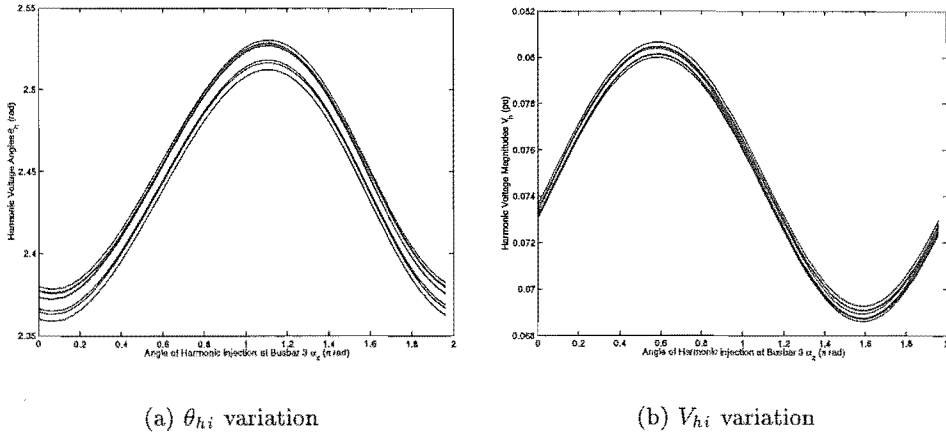 2.55
2.5
2.45
2.4
2.35
0 0.2 0.4 0.6 0.8 1 1.2 1.4 1.6 1.8 2
Harmonic Voltage Angles θh (rad)
Angle of Harmonic Injection at Busbar 3 αz (π rad)
(a) θhi variation
0.082
0.08
0.078
0.076
0.074
0.072
0.07
0.068
0 0.2 0.4 0.6 0.8 1 1.2 1.4 1.6 1.8 2
Harmonic Voltage Magnitudes Vh (pu)
Angle of Harmonic Injection at Busbar 3 αz (π rad)
(b) Vhi variation